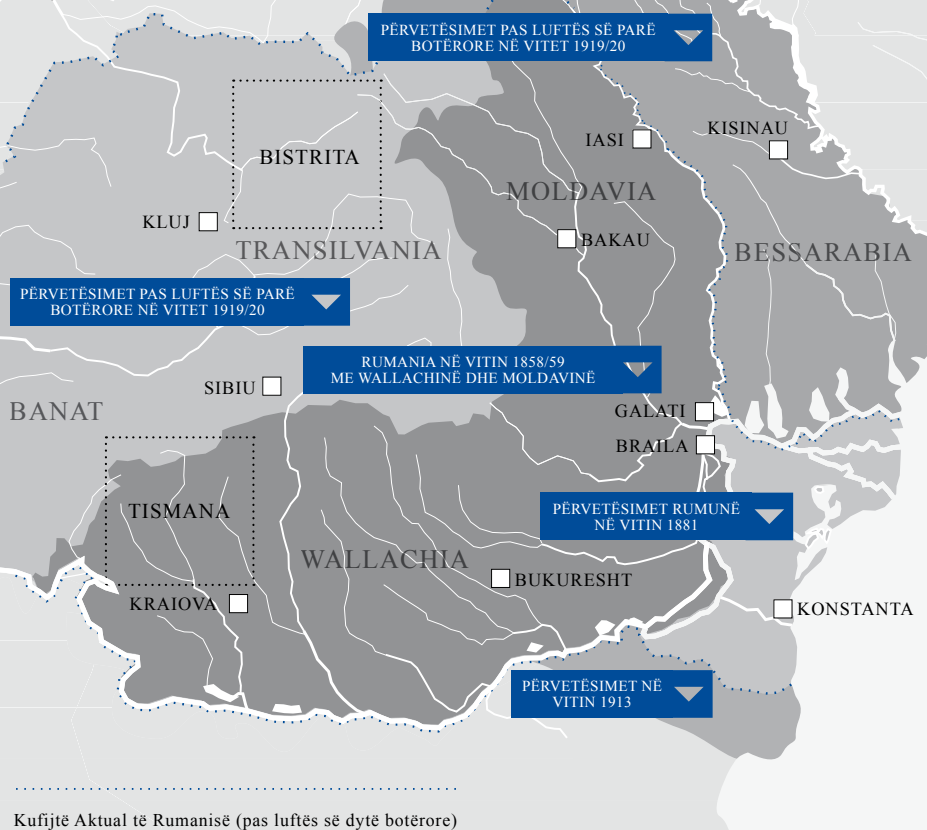 PËRVETËSIMET PAS LUFTËS SË PARË
BOTËRORE NË VITET 1919/20
IASI
KISINAU
BISTRITA
MOLDAVIA
KLUJ
TRANSILVANIA
BAKAU
BESSARABIA
PËRVETËSIMET PAS LUFTËS SË PARË
BOTËRORE NË VITET 1919/20
RUMANIA NË VITIN 1858/59
ME WALLACHINË DHE MOLDAVINË
SIBIU
BANAT
GALATI
BRAILA
TISMANA
PËRVETËSIMET RUMUNË
NË VITIN 1881
WALLACHIA
BUKURESHT
KRAIOVA
KONSTANTA
PËRVETËSIMET NË
VITIN 1913
Kufijtë Aktual të Rumanisë (pas luftës së dytë botërore)